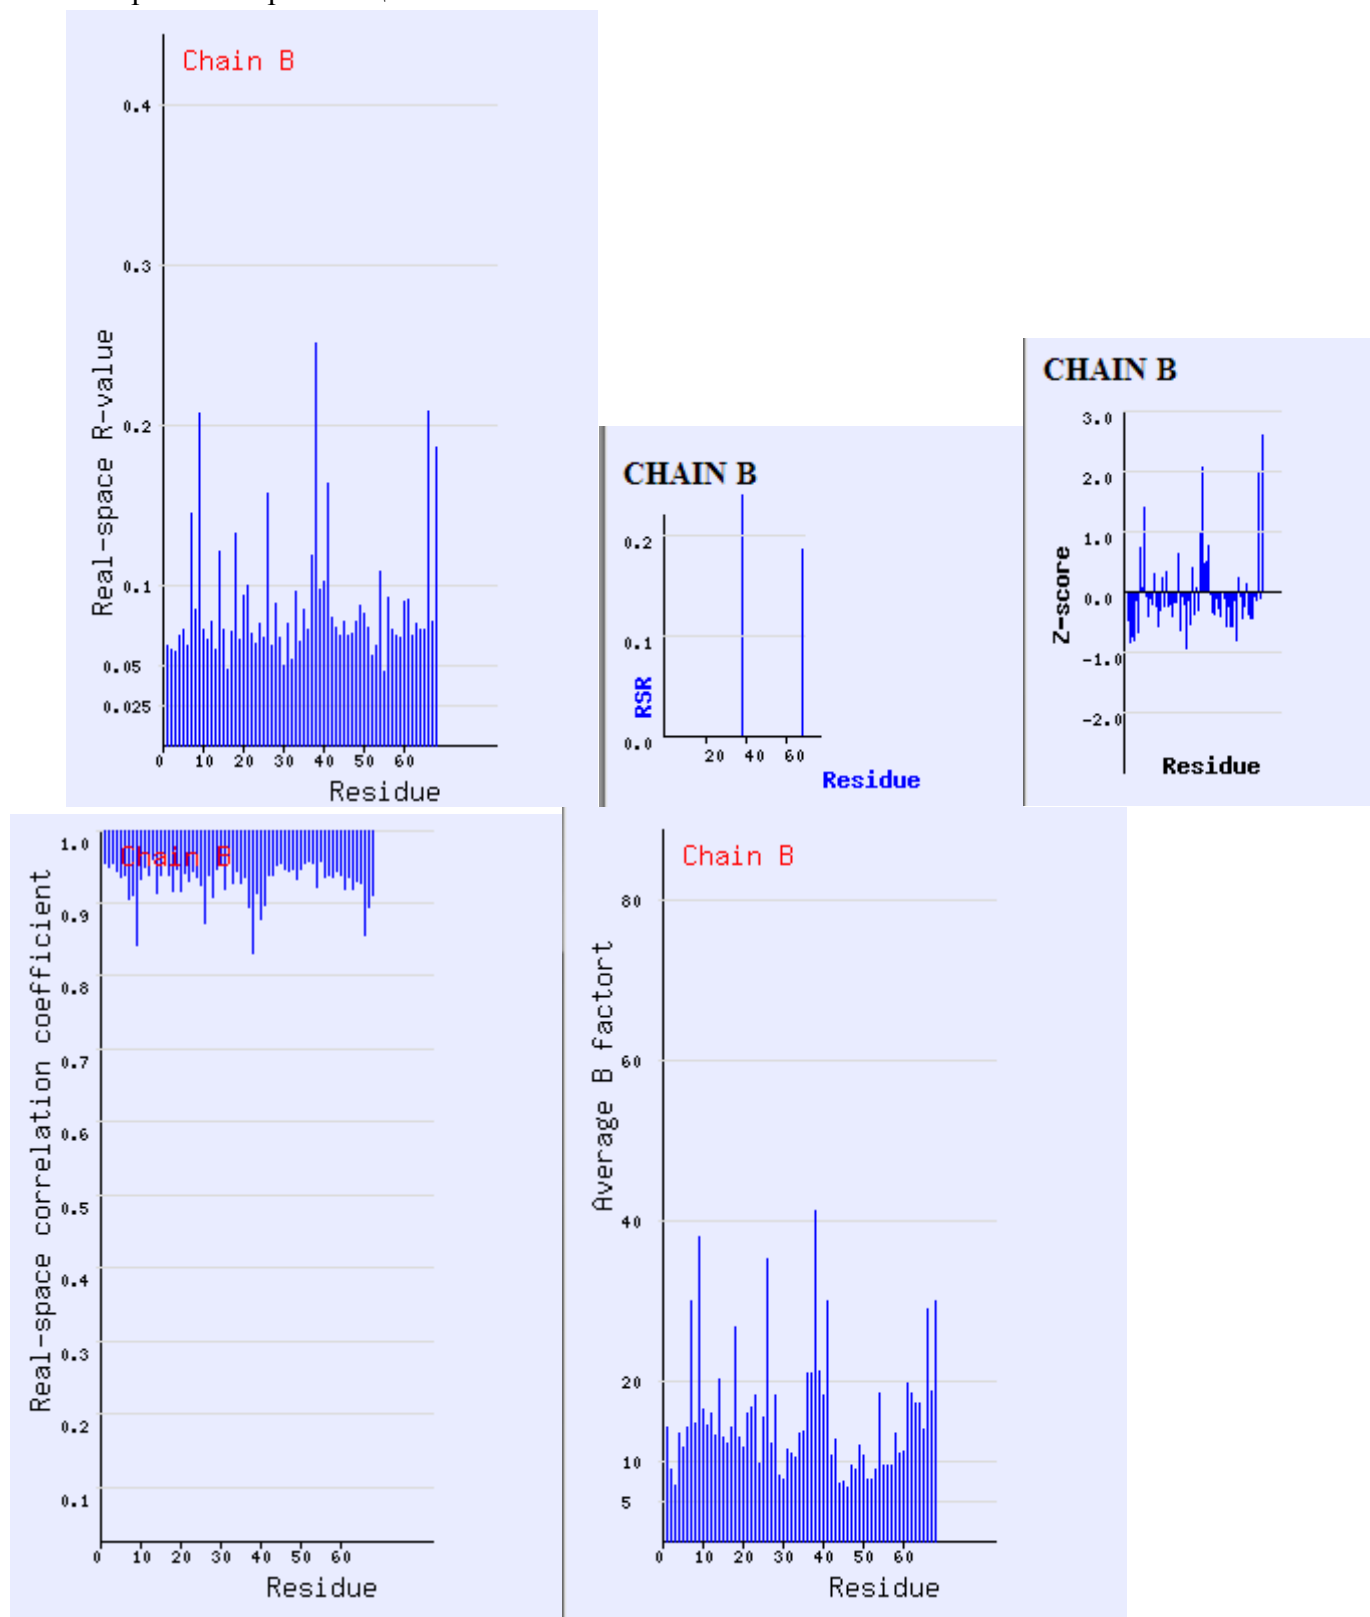 Chain B
0.4
0.3
0.2
0.1
0.05
0.025
Real-space R-value
0 10 20 30 40 50 60
Residue
CHAIN B
0.2
0.1
0.0
RSR
20 40 60
Residue
CHAIN B
3.0
2.0
1.0
0.0
-1.0
-2.0
Z-score
Residue
Chain B
1.0
0.9
0.8
0.7
0.6
0.5
0.4
0.3
0.2
0.1
Real-space correlation coefficient
0 10 20 30 40 50 60
Residue
Chain B
80
60
40
20
10
5
Average B factort
0 10 20 30 40 50 60
Residue